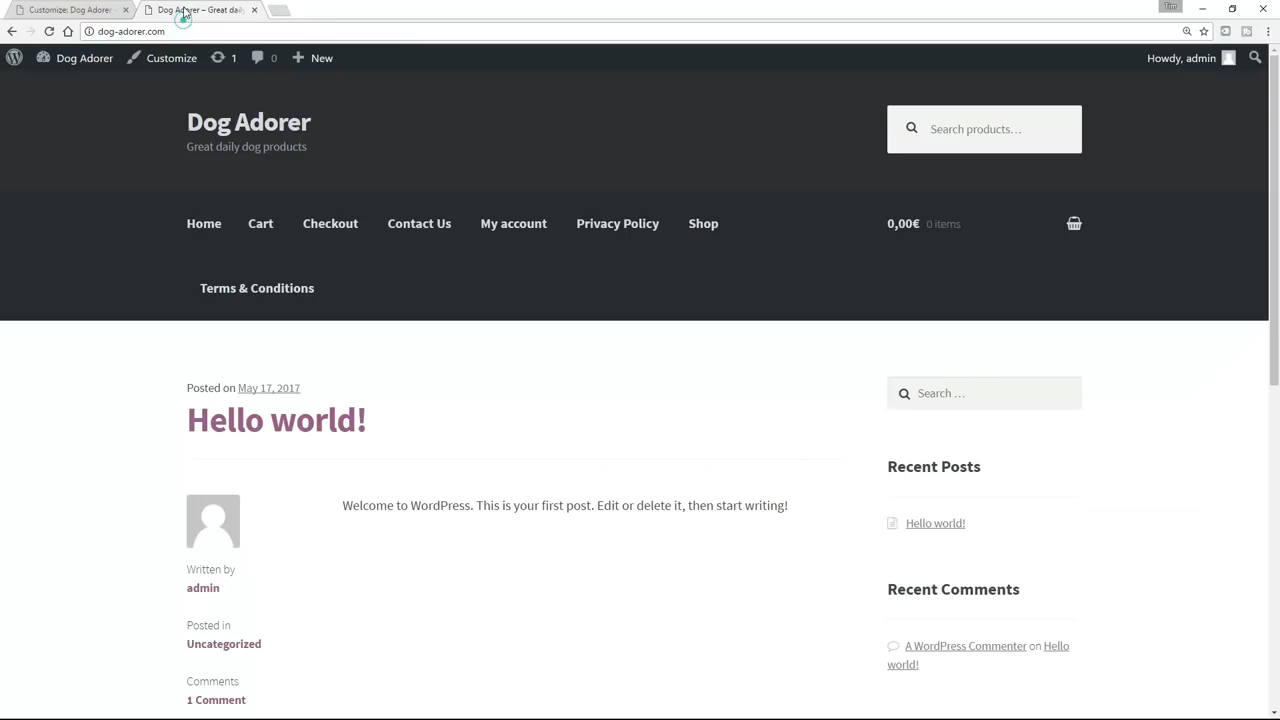 Customize: Dog Adorer
Dog Adorer – Great dail
Tim
dog-adorer.com
Dog Adorer
Customize
1
0
New
Howdy, admin
Dog Adorer
Great daily dog products
Search products…
Home
Cart
Checkout
Contact Us
My account
Privacy Policy
Shop
0,00€ 0 items
Terms & Conditions
Posted on May 17, 2017
Hello world!
Welcome to WordPress. This is your first post. Edit or delete it, then start writing!
Written by
admin
Posted in
Uncategorized
Comments
1 Comment
Search …
Recent Posts
Hello world!
Recent Comments
A WordPress Commenter on Hello
world!